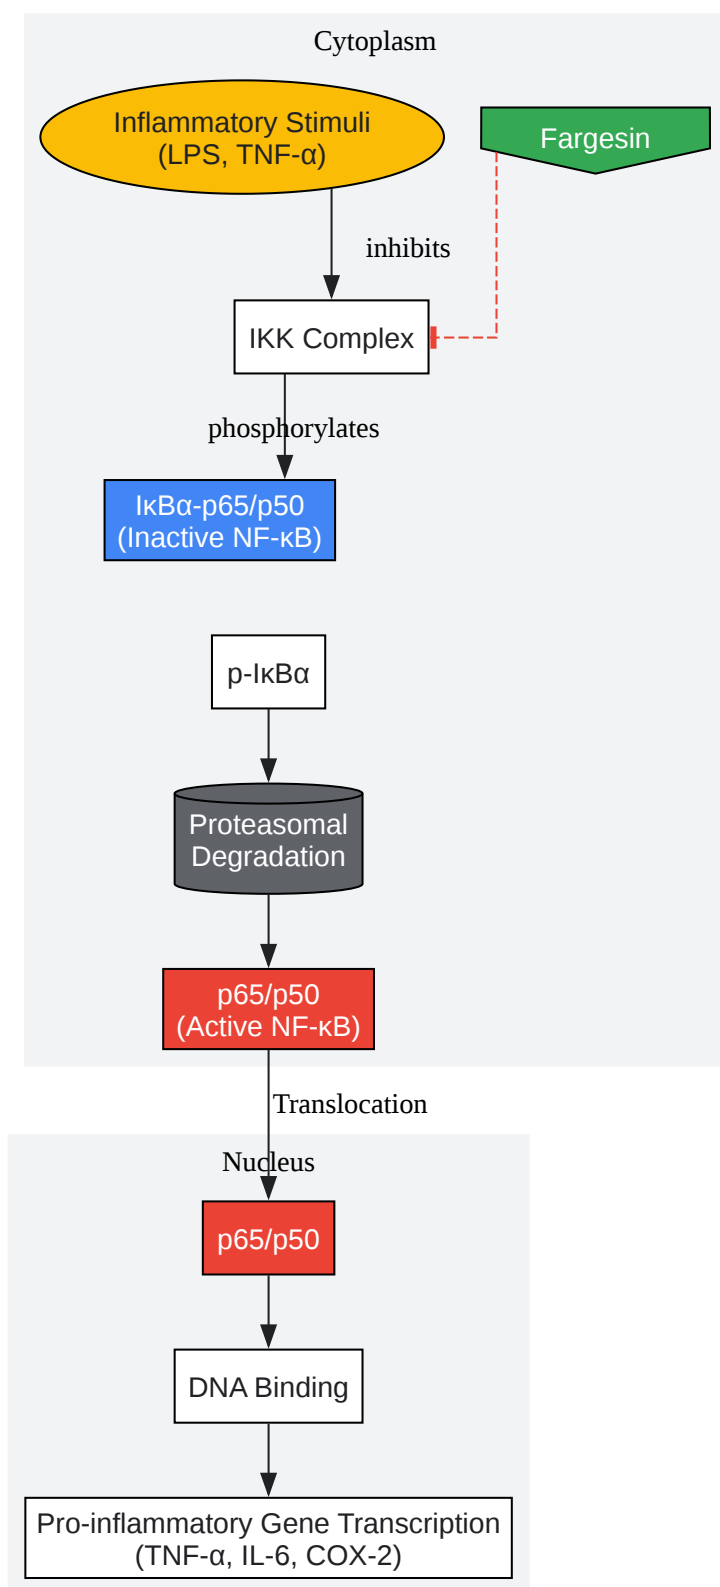 Cytoplasm
Inflammatory Stimuli
(LPS, TNF-α)
Fargesin
inhibits
IKK Complex
phosphorylates
IκBα-p65/p50
(Inactive NF-κB)
p-IκBα
Proteasomal
Degradation
p65/p50
(Active NF-κB)
Translocation
Nucleus
p65/p50
DNA Binding
Pro-inflammatory Gene Transcription
(TNF-α, IL-6, COX-2)